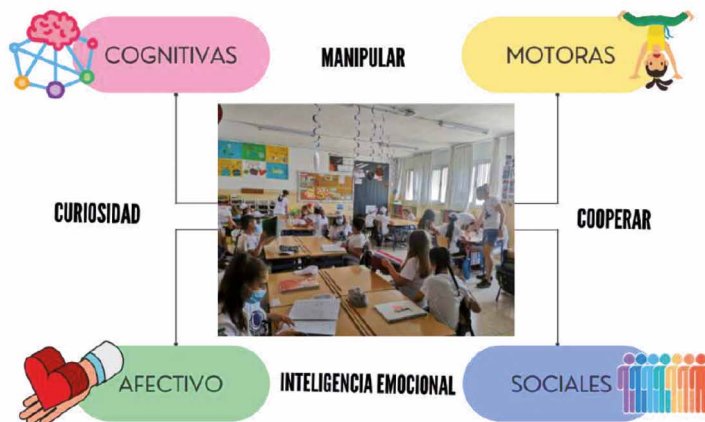 COGNITIVAS
MANIPULAR
MOTORAS
CURIOSIDAD
COOPERAR
AFECTIVO
INTELIGENCIA EMOCIONAL
SOCIALES